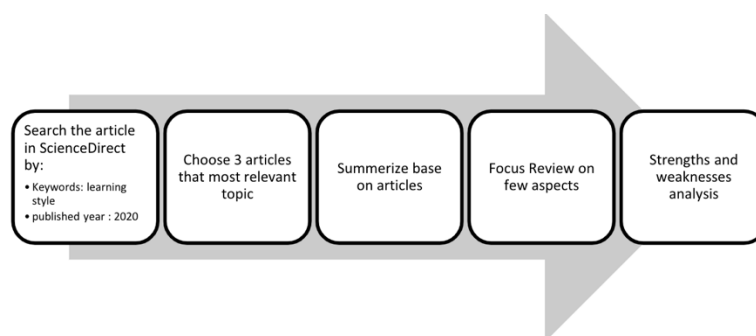 Search the article
in ScienceDirect
by:
• Keywords: learning
style
• published year : 2020
Choose 3 articles
that most relevant
topic
Summerize base
on articles
Focus Review on
few aspects
Strengths and
weaknesses
analysis